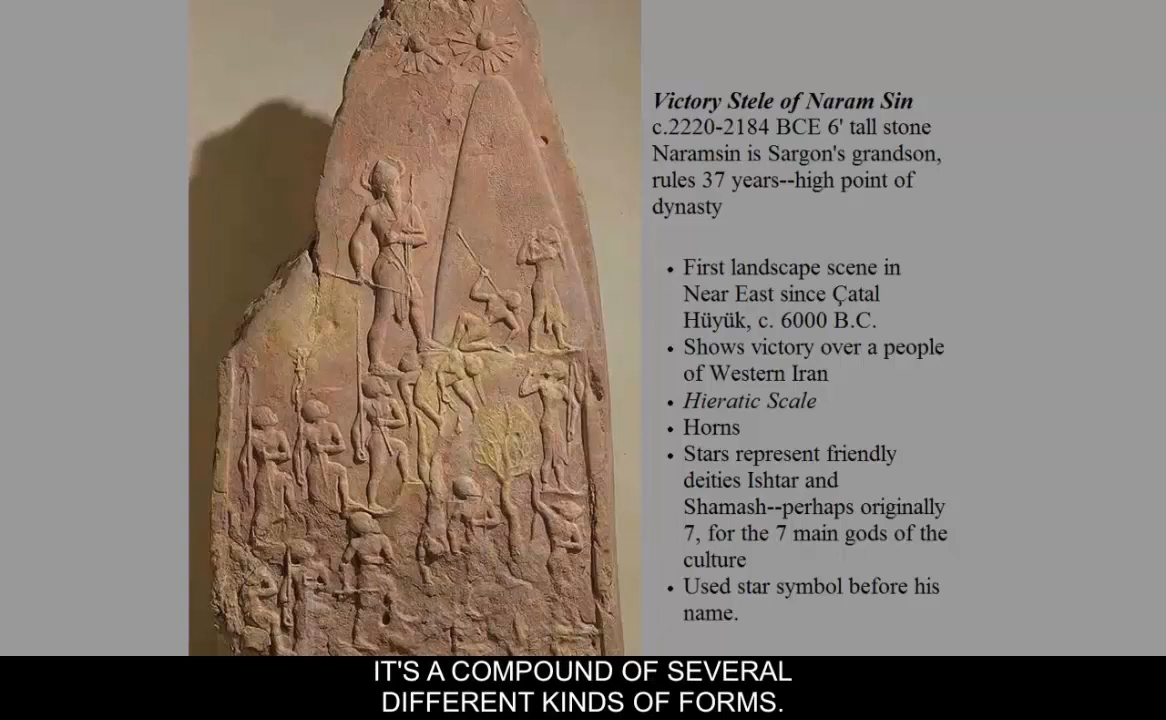 Victory Stele of Naram Sin
c.2220-2184 BCE 6' tall stone
Naramsin is Sargon's grandson,
rules 37 years--high point of
dynasty
• First landscape scene in
Near East since Çatal
Hüyük, c. 6000 B.C.
• Shows victory over a people
of Western Iran
• Hieratic Scale
• Horns
• Stars represent friendly
deities Ishtar and
Shamash--perhaps originally
7, for the 7 main gods of the
culture
• Used star symbol before his
name.
IT'S A COMPOUND OF SEVERAL
DIFFERENT KINDS OF FORMS.